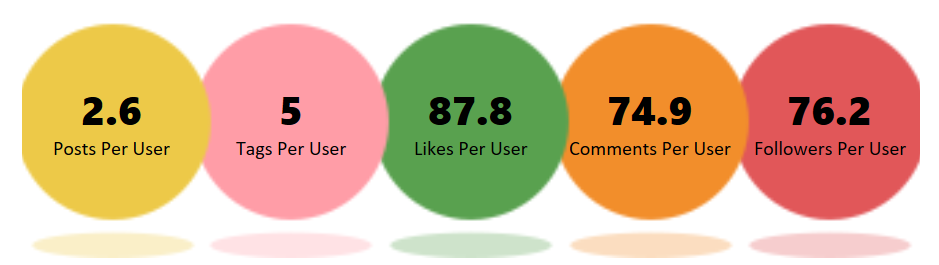 2.6
Posts Per User
5
Tags Per User
87.8
Likes Per User
74.9
Comments Per User
76.2
Followers Per User